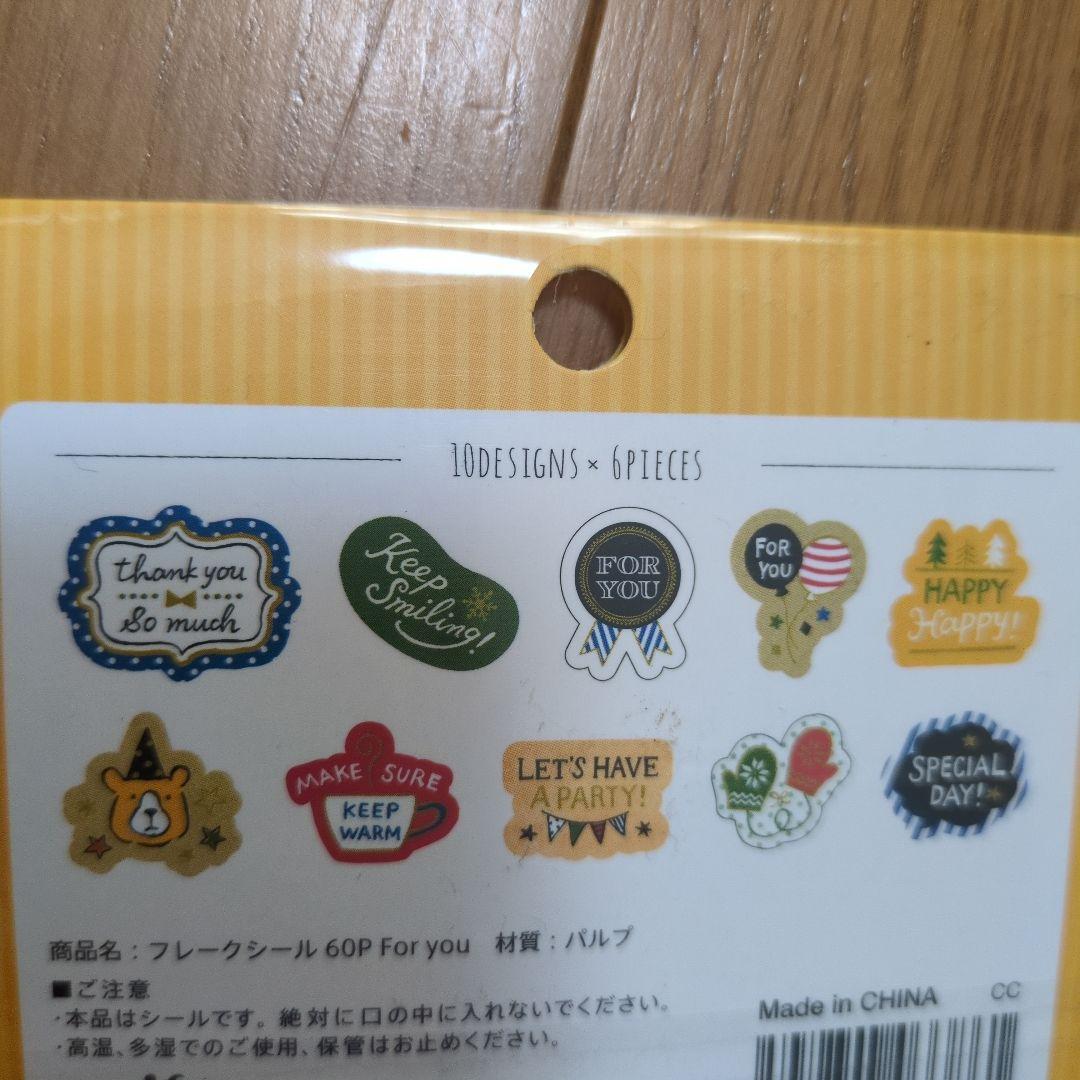 10DESIGNS × 6PIECES
thank you
so much
Keep
Smiling!
FOR
YOU
FOR
YOU
HAPPY
Happy!
MAKE SURE
KEEP
WARM
LET'S HAVE
A PARTY!
SPECIAL
DAY!
商品名：フレークシール 60P For you 材質：パルプ
■ご注意
・本品はシールです。絶対に口の中に入れないでください。
・高温、多湿でのご使用、保管はお止めください。
Made in CHINA CC